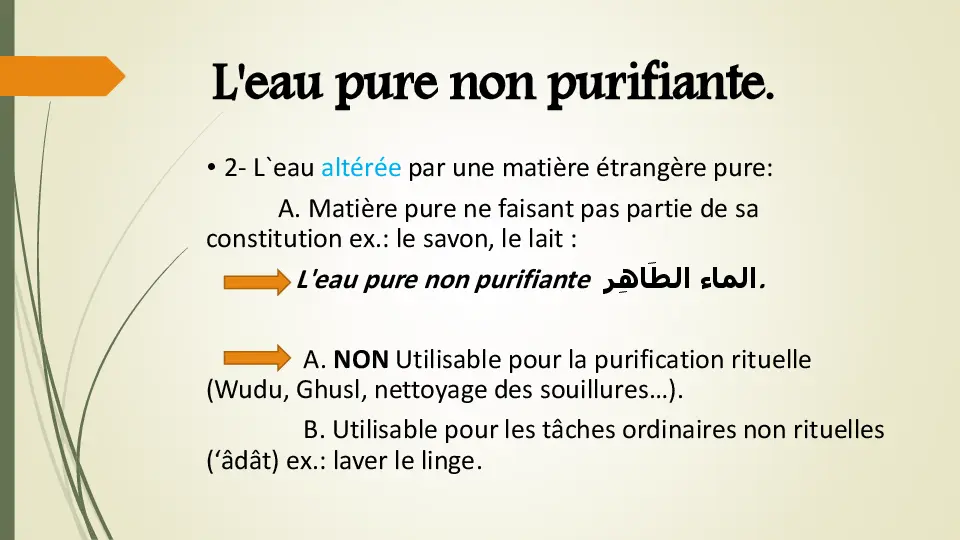 L'eau pure non purifiante.
• 2- L`eau altérée par une matière étrangère pure:
A. Matière pure ne faisant pas partie de sa
constitution ex.: le savon, le lait :
L'eau pure non purifiante الماء الطَاهِر.
A. NON Utilisable pour la purification rituelle
(Wudu, Ghusl, nettoyage des souillures…).
B. Utilisable pour les tâches ordinaires non rituelles
(‘âdât) ex.: laver le linge.